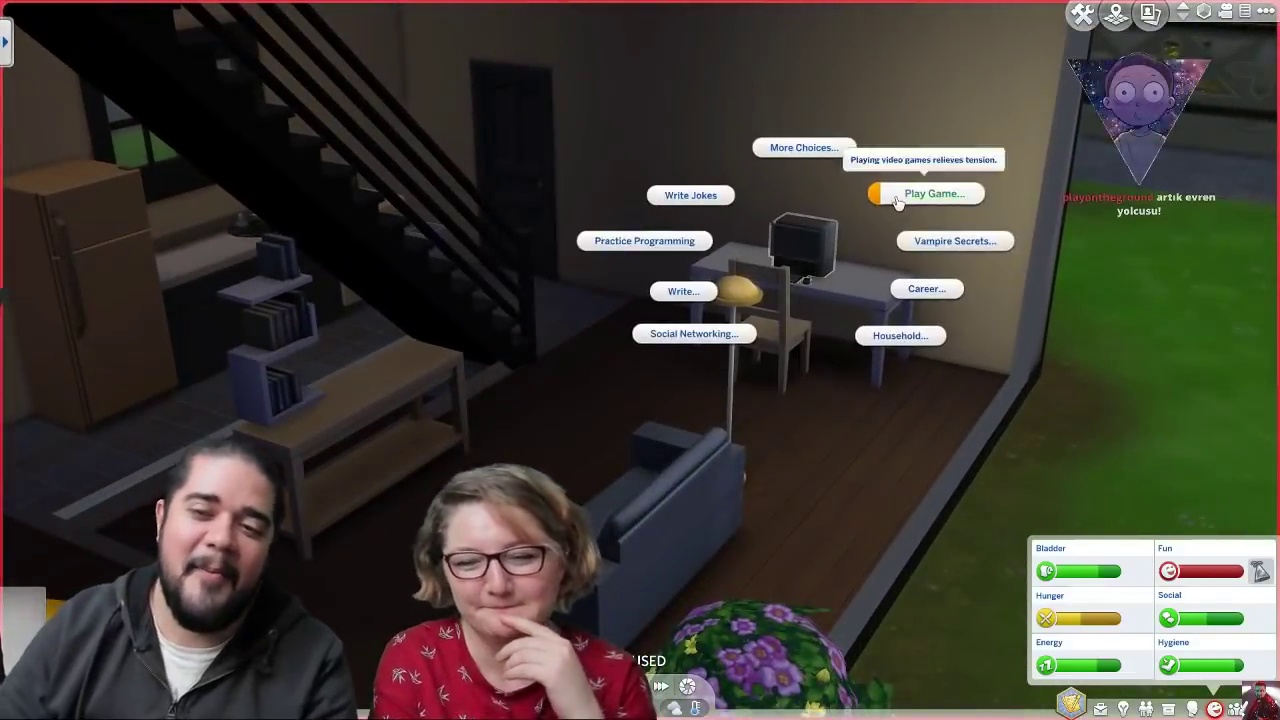 More Choices...
Playing video games relieves tension.
Play Game...
Write Jokes
playontheground artık evren
yolcusu!
Practice Programming
Vampire Secrets...
Write...
Career...
Social Networking...
Household...
Bladder
Fun
Hunger
Social
Energy
Hygiene
USED